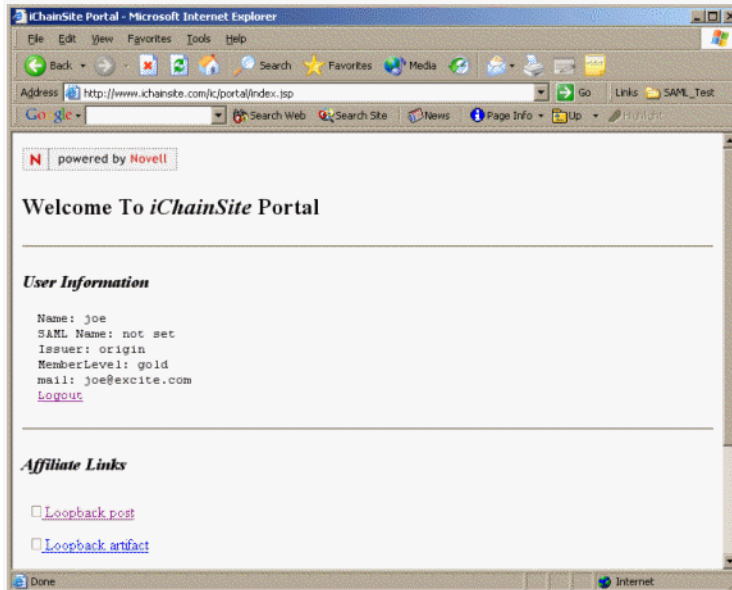 iChainSite Portal - Microsoft Internet Explorer
File Edit View Favorites Tools Help
Back Search Favorites Media
Address http://www.ichainsite.com/ic/portal/index.jsp Go Links SAML_Test
Google Search Web Search Site News Page Info Up Highlight
N powered by Novell
Welcome To iChainSite Portal
User Information
Name: joe
SAML Name: not set
Issuer: origin
MemberLevel: gold
mail: joe@excite.com
Logout
Affiliate Links
Loopback post
Loopback artifact
Done Internet